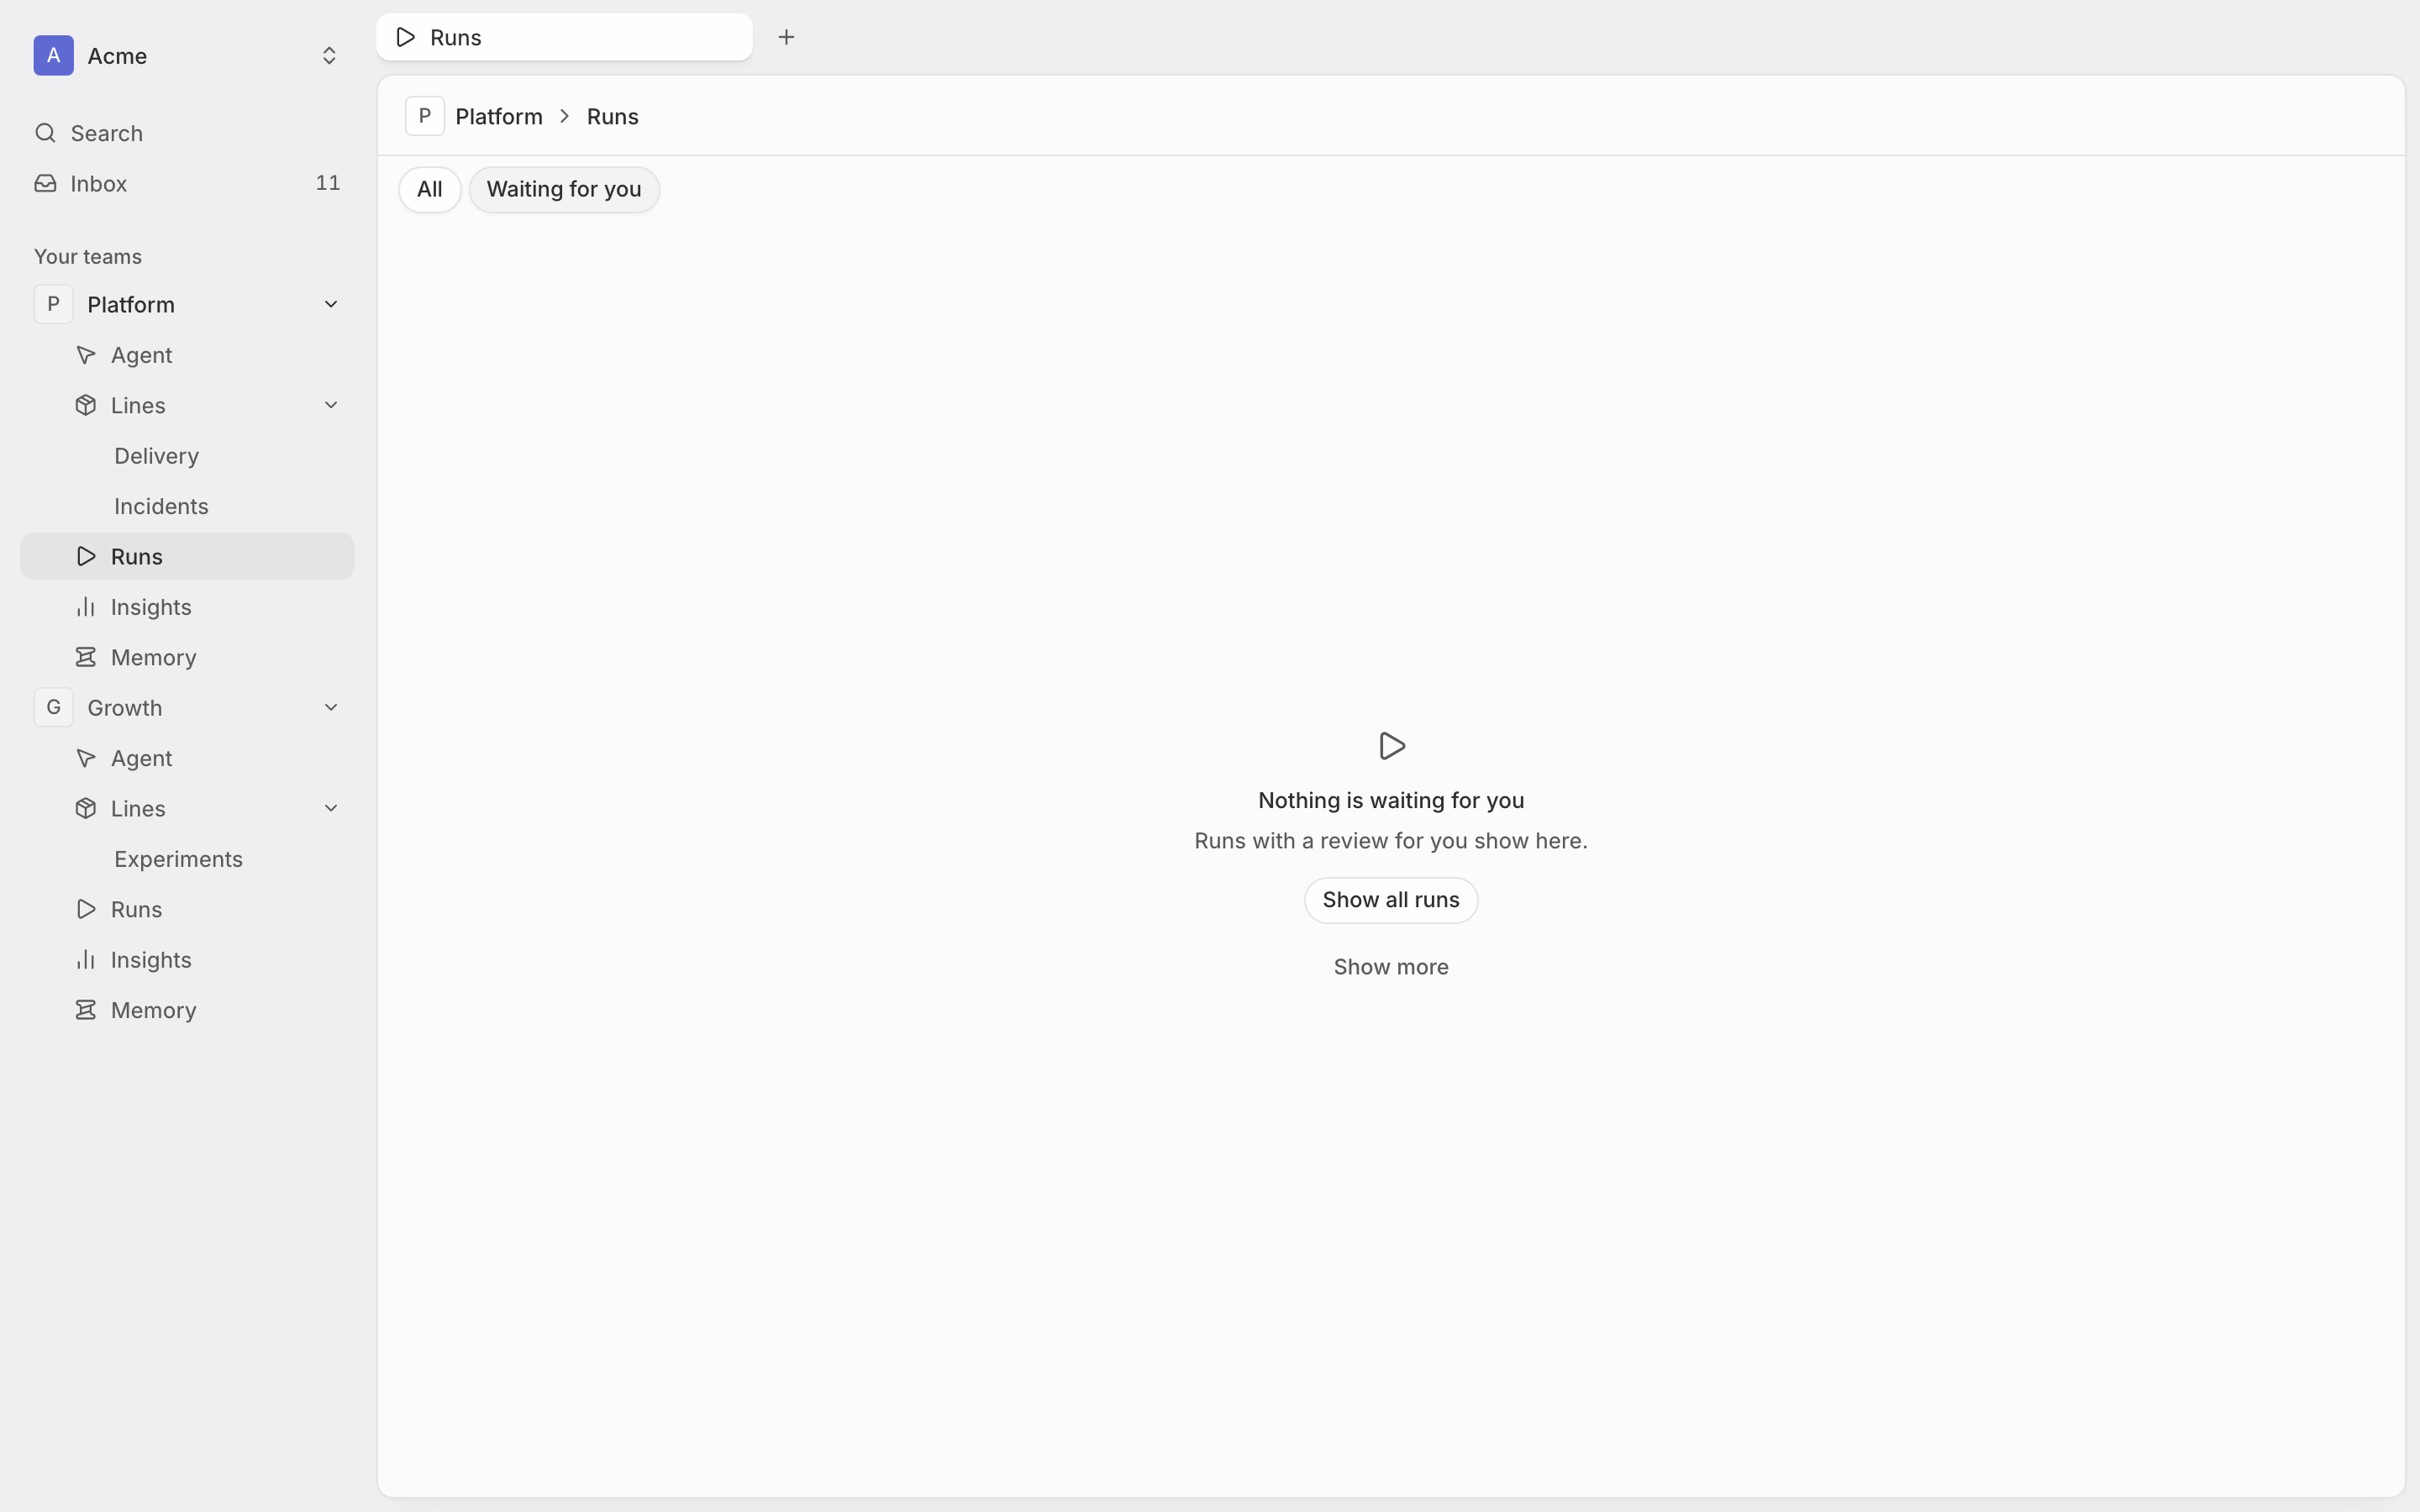 A Acme
Search
Inbox 11
Your teams
P Platform
Agent
Lines
Delivery
Incidents
Runs
Insights
Memory
G Growth
Agent
Lines
Experiments
Runs
Insights
Memory
Runs
P Platform > Runs
All Waiting for you
Nothing is waiting for you
Runs with a review for you show here.
Show all runs
Show more